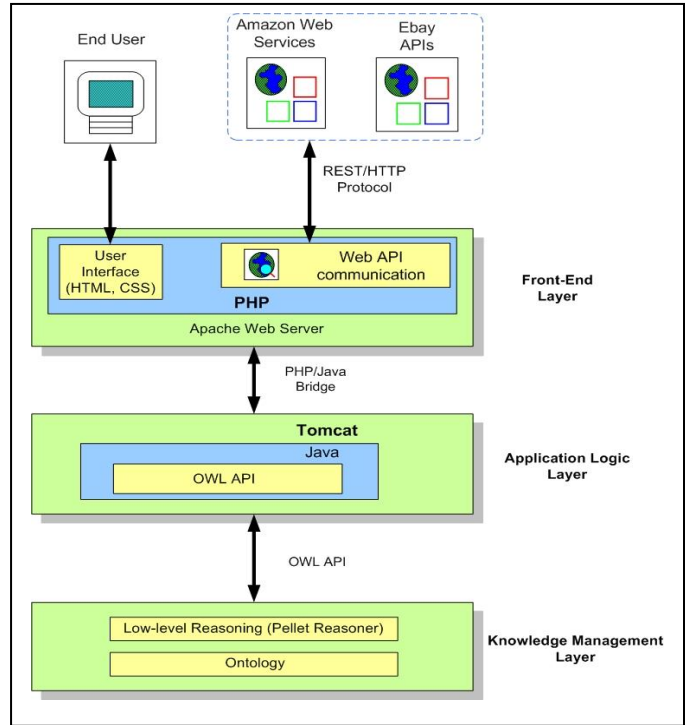 End User
Amazon Web
Services
Ebay
APIs
REST/HTTP
Protocol
User
Interface
(HTML, CSS)
Web API
communication
PHP
Apache Web Server
Front-End
Layer
PHP/Java
Bridge
Tomcat
Java
OWL API
Application Logic
Layer
OWL API
Low-level Reasoning (Pellet Reasoner)
Ontology
Knowledge Management
Layer